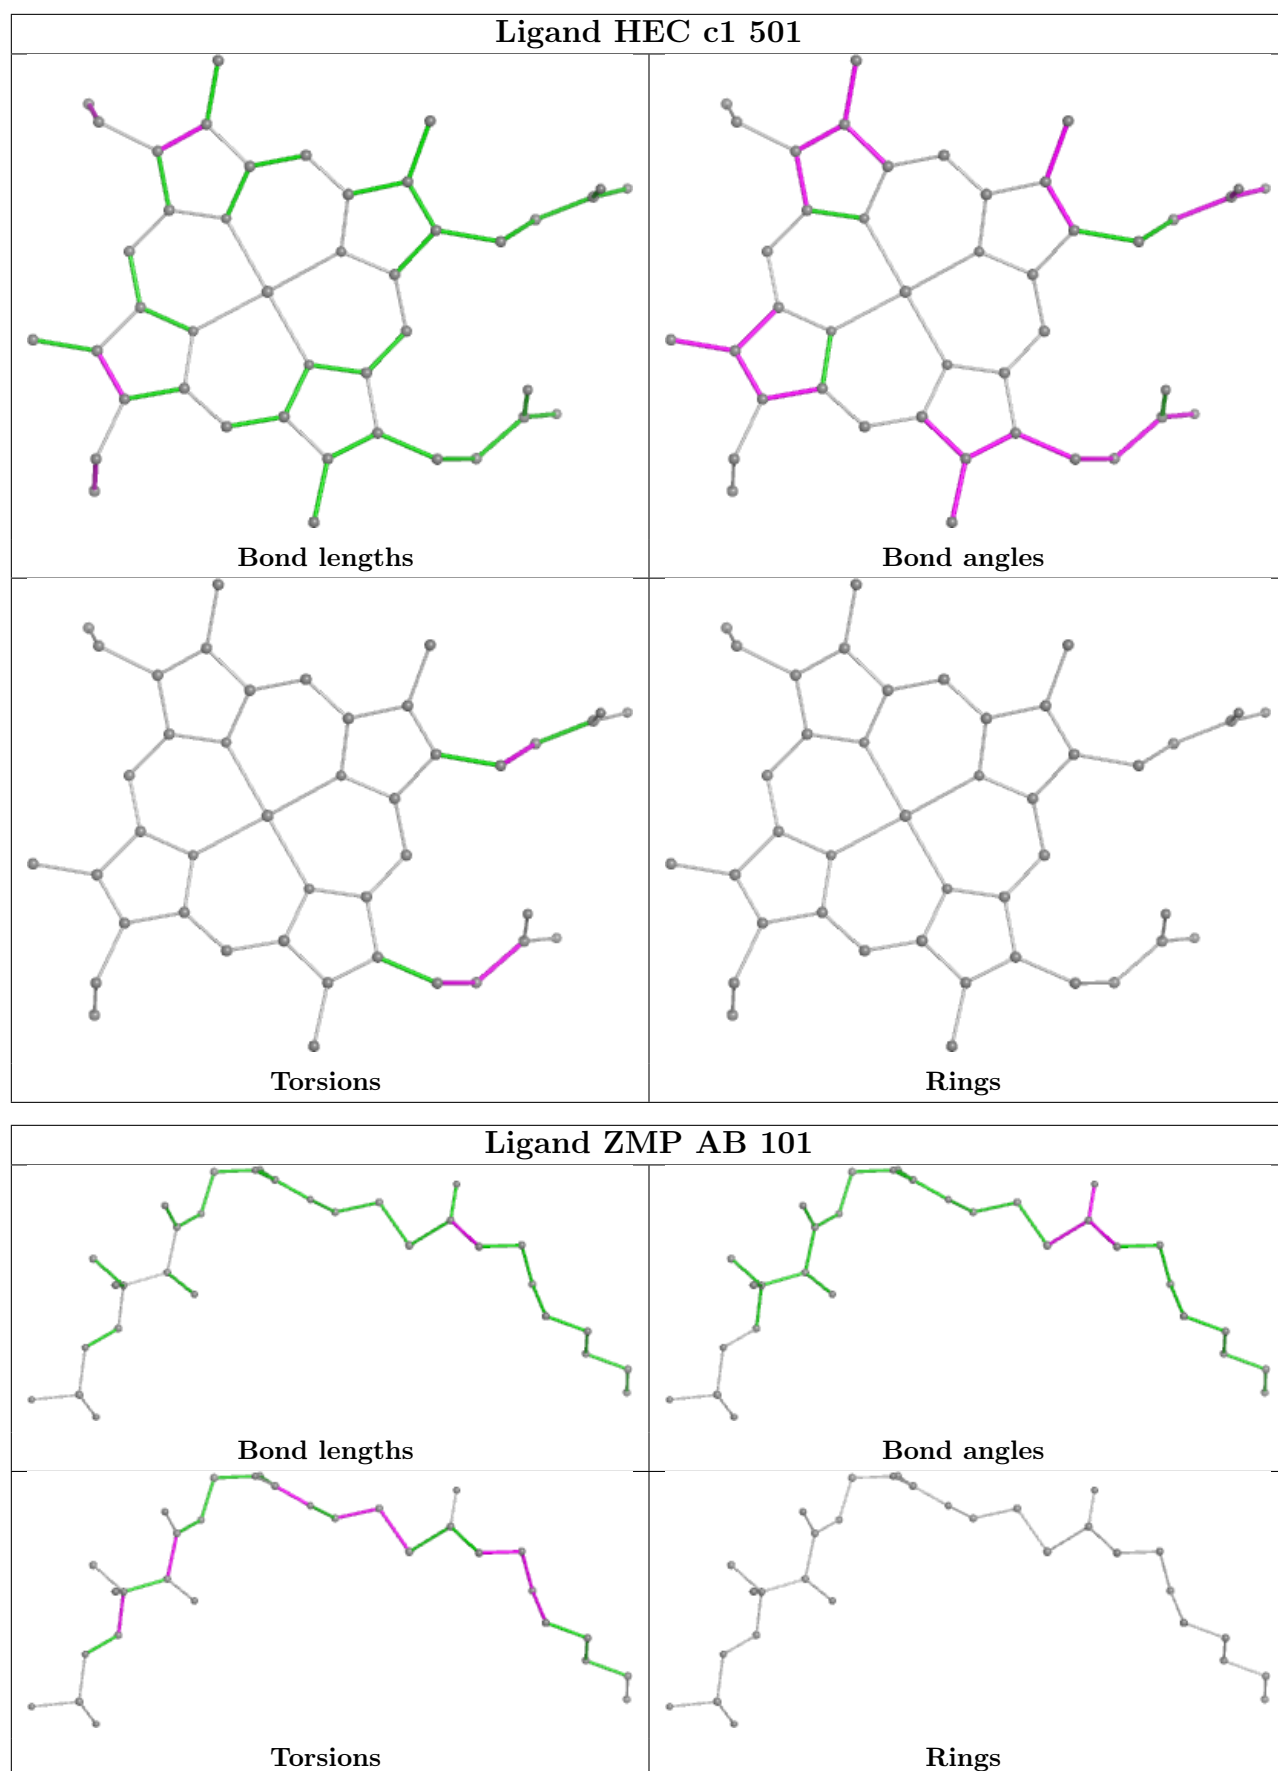 Ligand HEC c1 501
Bond lengths
Bond angles
Torsions
Rings
Ligand ZMP AB 101
Bond lengths
Bond angles
Torsions
Rings